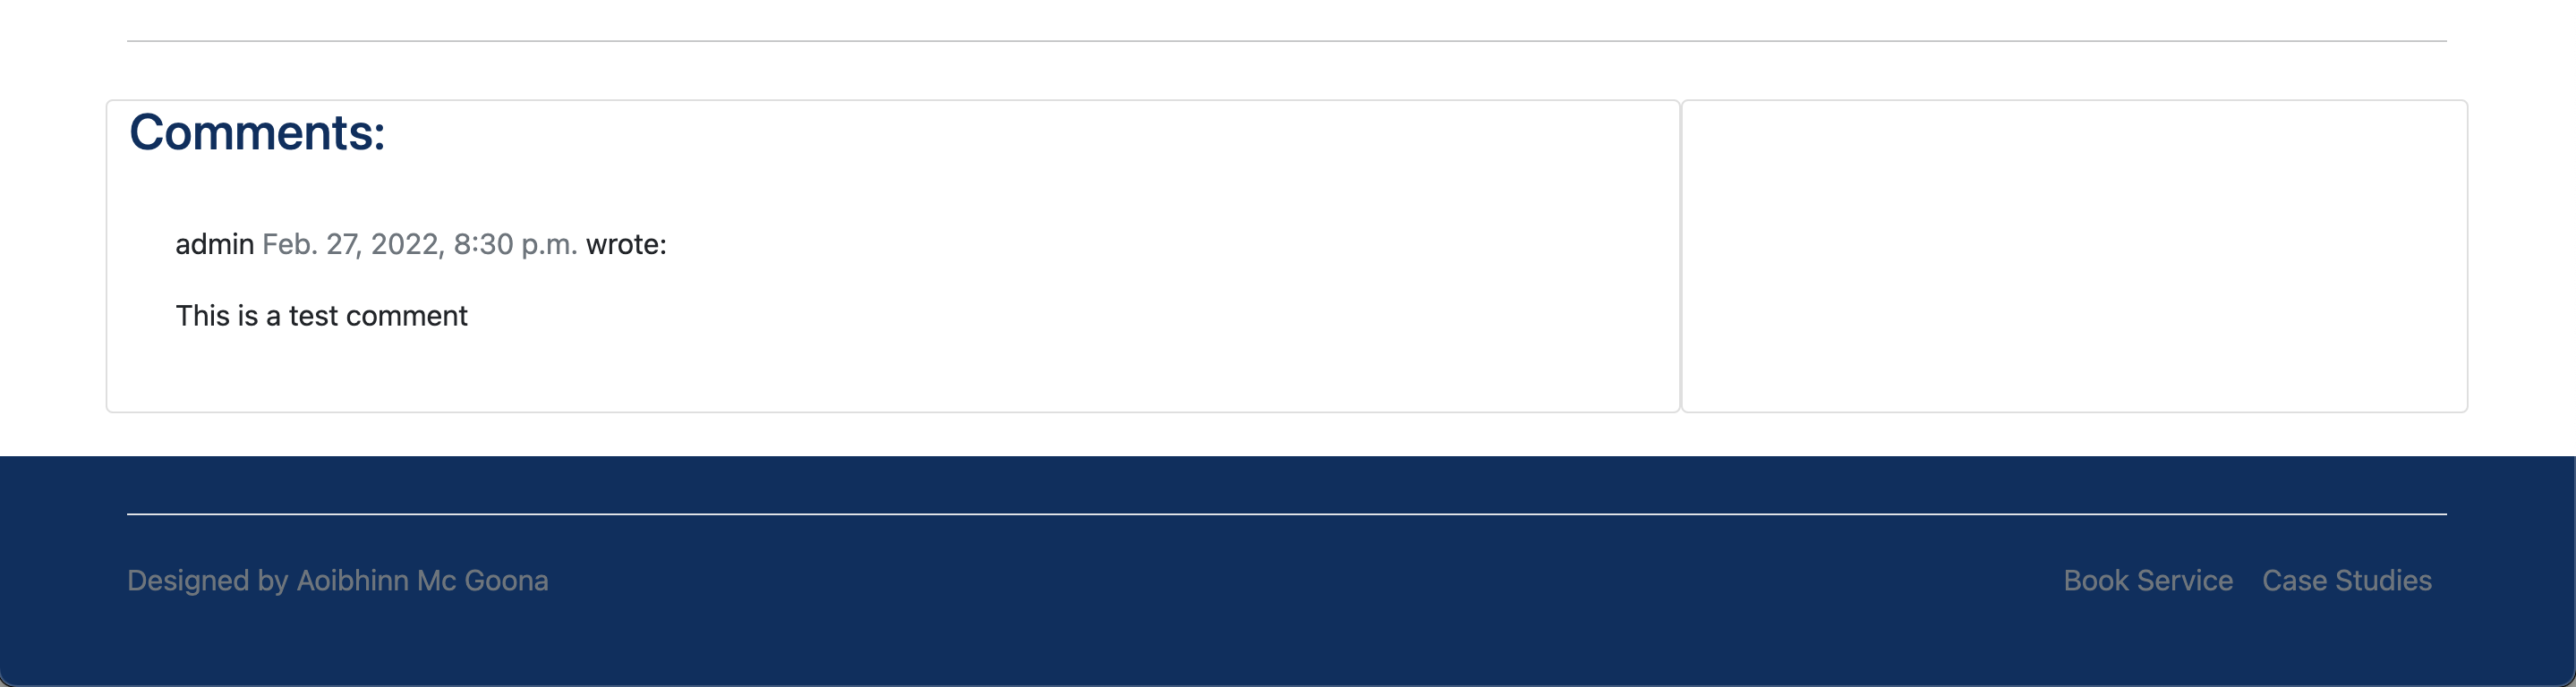 Comments:
admin Feb. 27, 2022, 8:30 p.m. wrote:
This is a test comment
Designed by Aoibhinn Mc Goona
Book Service Case Studies